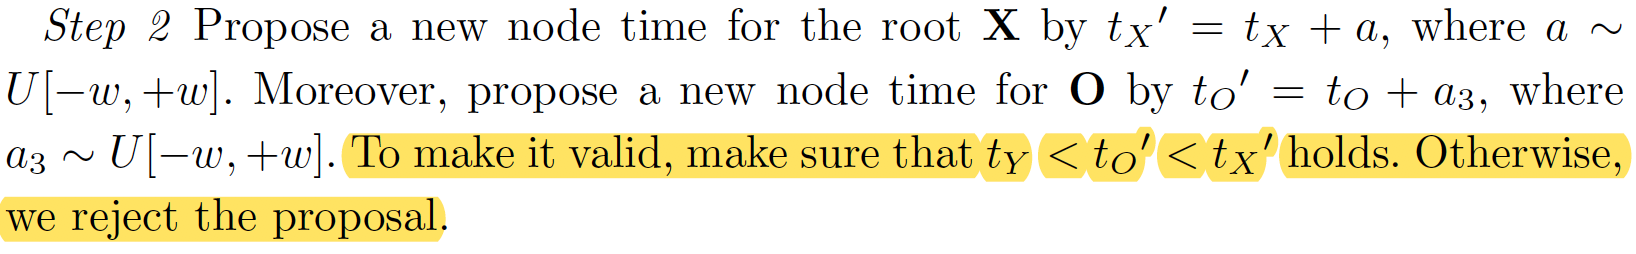 Step 2 Propose a new node time for the root X by t_X′ = t_X + a, where a ∼
U[−w, +w]. Moreover, propose a new node time for O by t_O′ = t_O + a₃, where
a₃ ∼ U[−w, +w]. To make it valid, make sure that t_Y < t_O′ < t_X′ holds. Otherwise,
we reject the proposal.